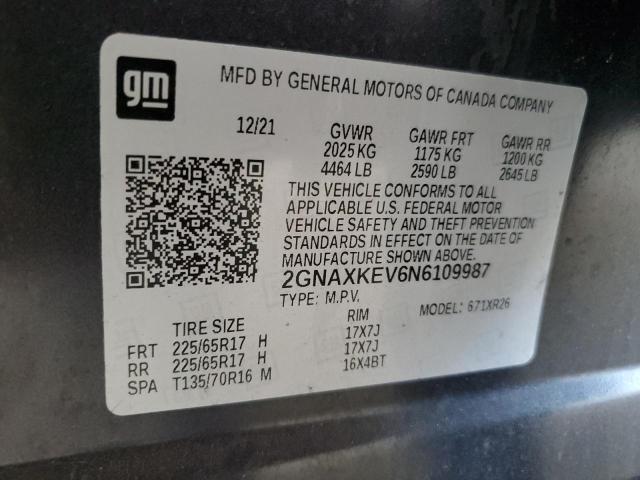 gm
MFD BY GENERAL MOTORS OF CANADA COMPANY
12/21 GVWR GAWR FRT GAWR RR
2025 KG 1175 KG 1200 KG
4464 LB 2590 LB 2645 LB
THIS VEHICLE CONFORMS TO ALL
APPLICABLE U.S. FEDERAL MOTOR
VEHICLE SAFETY AND THEFT PREVENTION
STANDARDS IN EFFECT ON THE DATE OF
MANUFACTURE SHOWN ABOVE.
2GNAXKEV6N6109987
TYPE: M.P.V. MODEL: 671XR26
TIRE SIZE RIM
FRT 225/65R17 H 17X7J
RR 225/65R17 H 17X7J
SPA T135/70R16 M 16X4BT